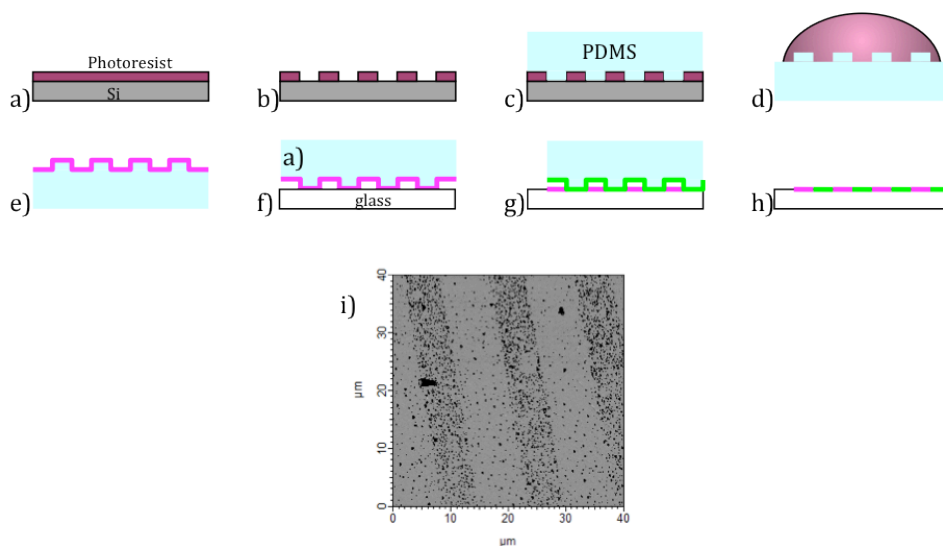 Photoresist
Si
a)
b)
PDMS
c)
d)
e)
a)
glass
f)
g)
h)
i)
40
30
20
10
0
µm
0 10 20 30 40
µm